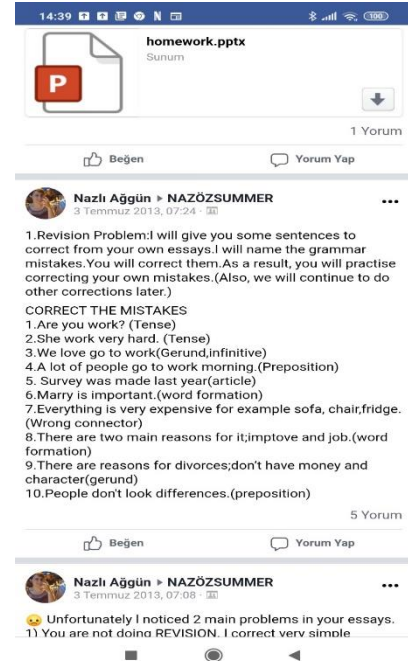 14:39
100
homework.pptx
Sunum
P
1 Yorum
Beğen
Yorum Yap
Nazlı Ağgün ▸ NAZÖZSUMMER
3 Temmuz 2013, 07:24 ·
1.Revision Problem:I will give you some sentences to
correct from your own essays.I will name the grammar
mistakes.You will correct them.As a result, you will practise
correcting your own mistakes.(Also, we will continue to do
other corrections later.)
CORRECT THE MISTAKES
1.Are you work? (Tense)
2.She work very hard. (Tense)
3.We love go to work(Gerund,infinitive)
4.A lot of people go to work morning.(Preposition)
5. Survey was made last year(article)
6.Marry is important.(word formation)
7.Everything is very expensive for example sofa, chair,fridge.
(Wrong connector)
8.There are two main reasons for it;imptove and job.(word
formation)
9.There are reasons for divorces;don't have money and
character(gerund)
10.People don't look differences.(preposition)
5 Yorum
Beğen
Yorum Yap
Nazlı Ağgün ▸ NAZÖZSUMMER
3 Temmuz 2013, 07:08 ·
Unfortunately I noticed 2 main problems in your essays.
1) You are not doing REVISION. I correct very simple